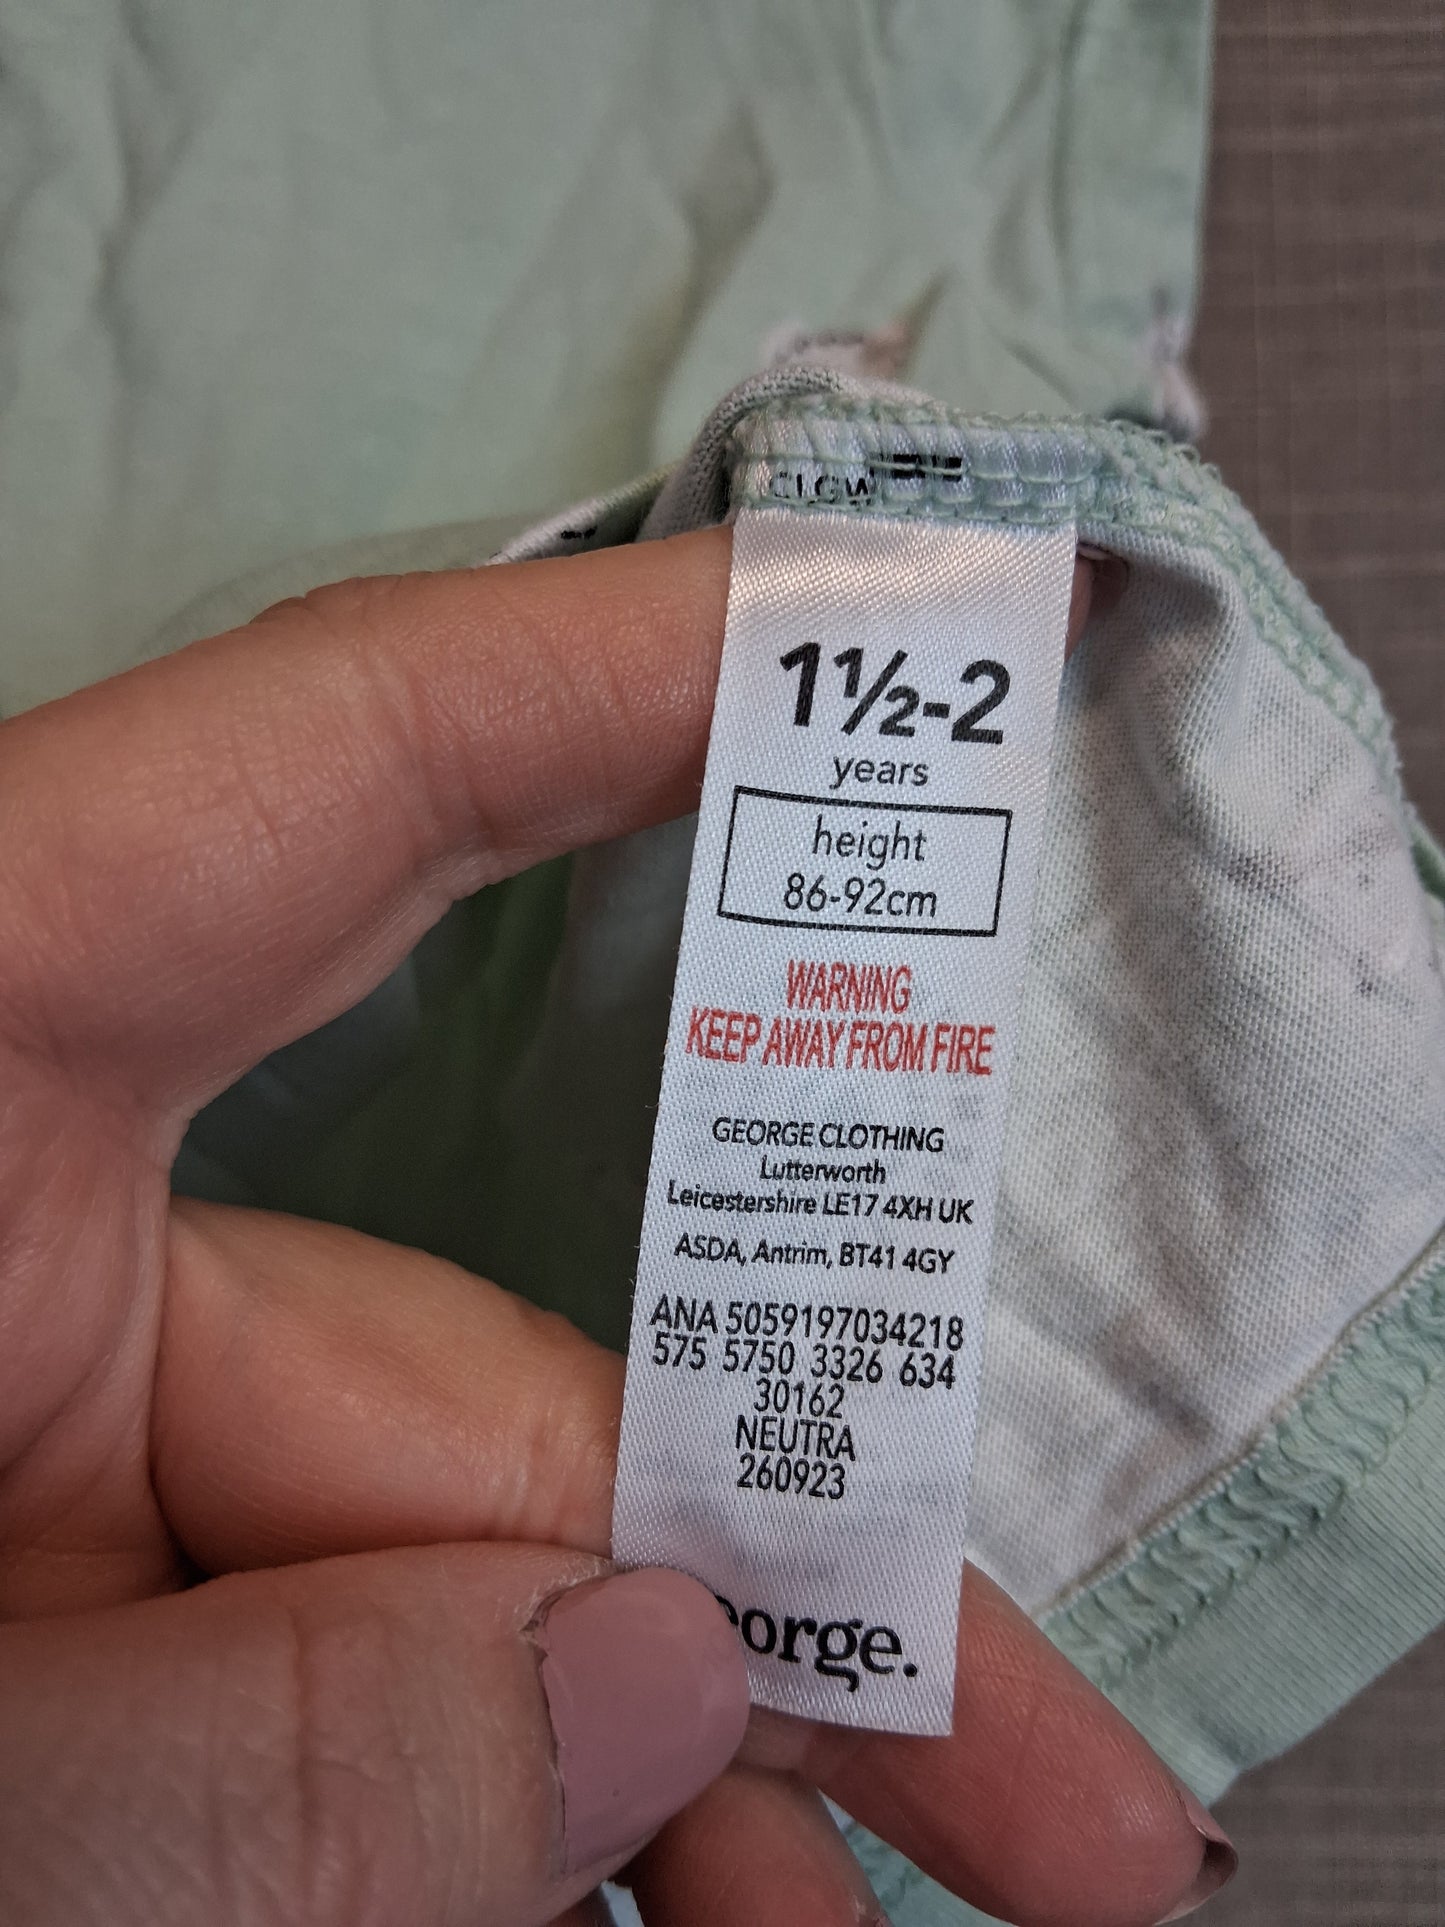 1½-2
years
height
86-92cm
WARNING
KEEP AWAY FROM FIRE
GEORGE CLOTHING
Lutterworth
Leicestershire LE17 4XH UK
ASDA, Antrim, BT41 4GY
ANA 5059197034218
575 5750 3326 634
30162
NEUTRA
260923
eorge.